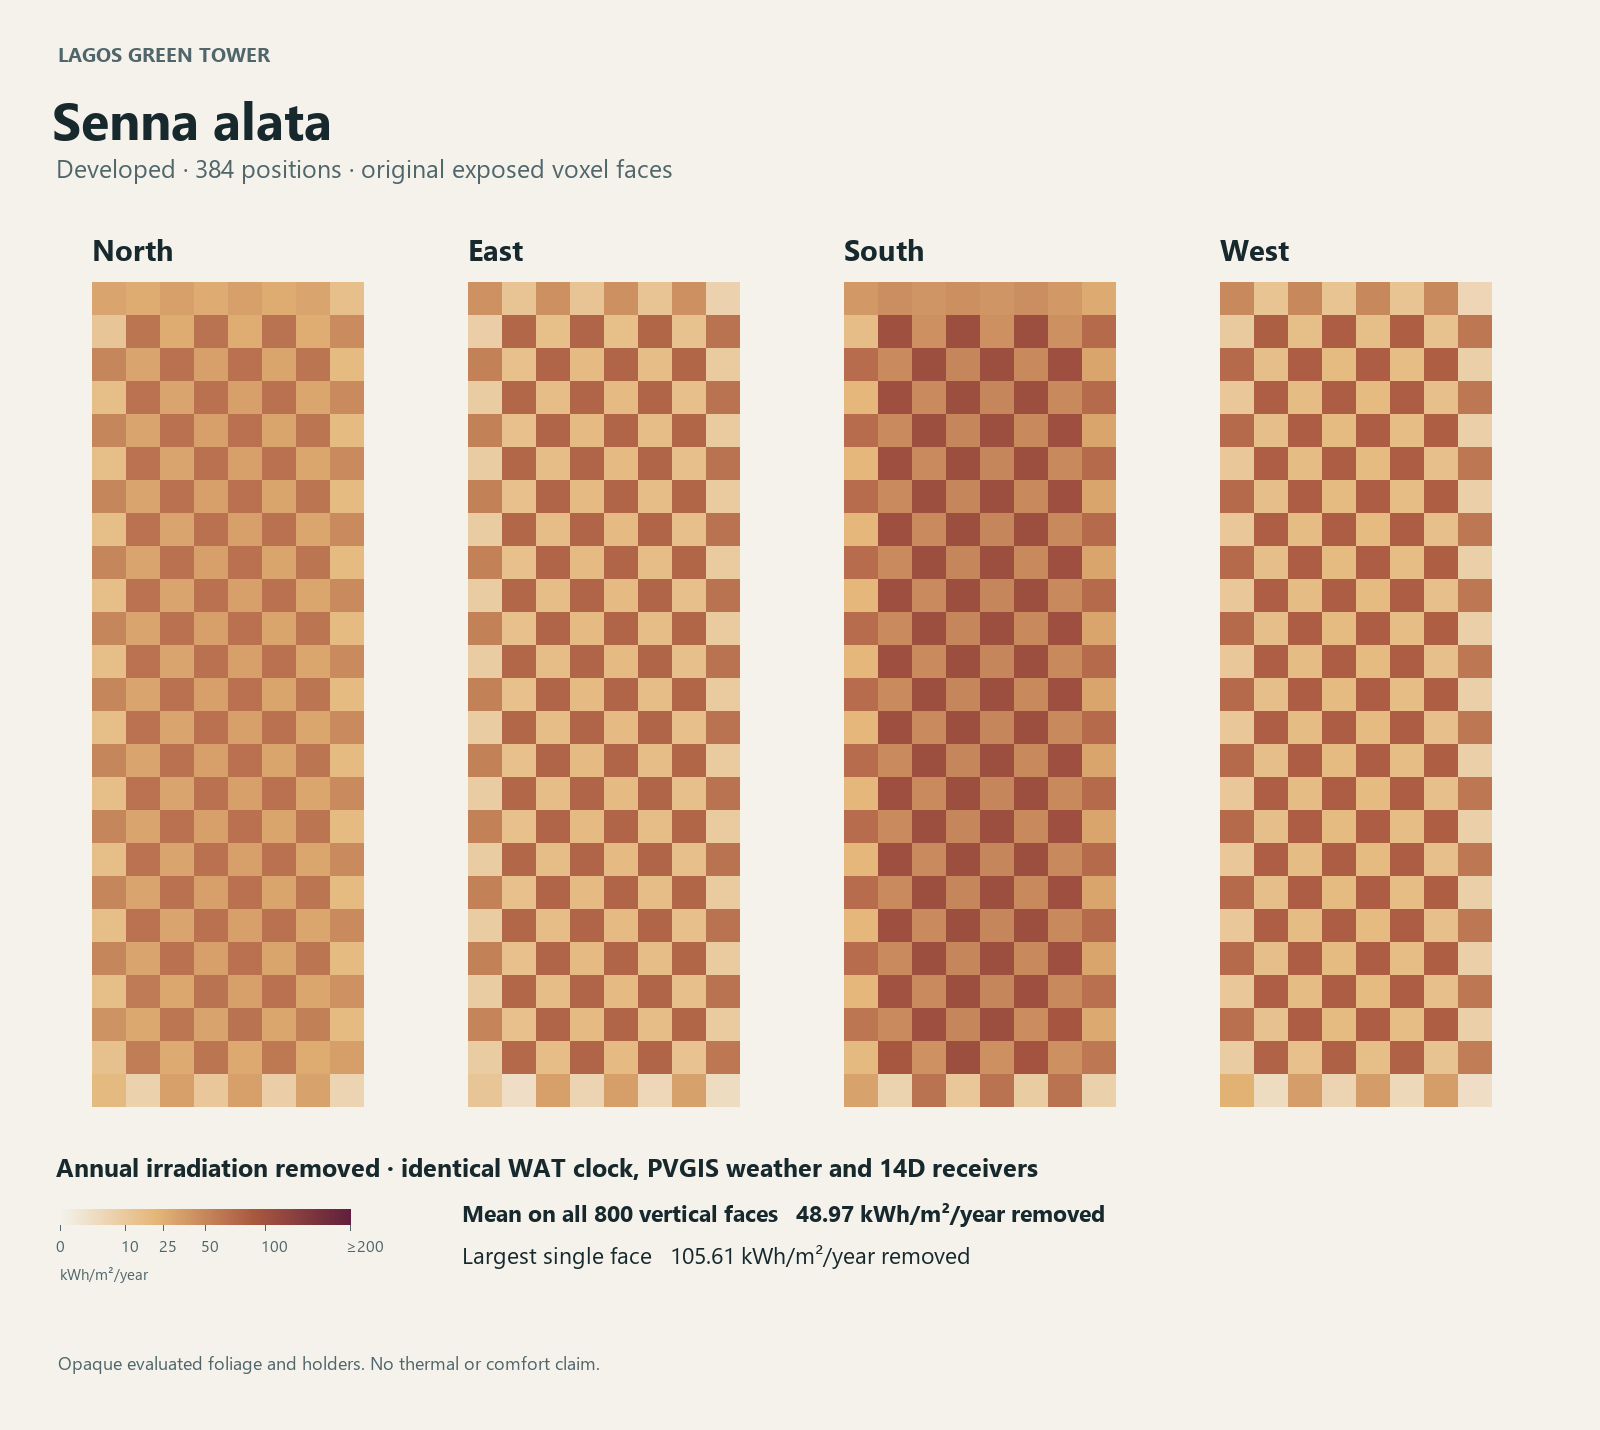 LAGOS GREEN TOWER
Senna alata
Developed · 384 positions · original exposed voxel faces
North East South West
Annual irradiation removed · identical WAT clock, PVGIS weather and 14D receivers
Mean on all 800 vertical faces 48.97 kWh/m²/year removed
0 10 25 50 100 ≥200
Largest single face 105.61 kWh/m²/year removed
kWh/m²/year
Opaque evaluated foliage and holders. No thermal or comfort claim.